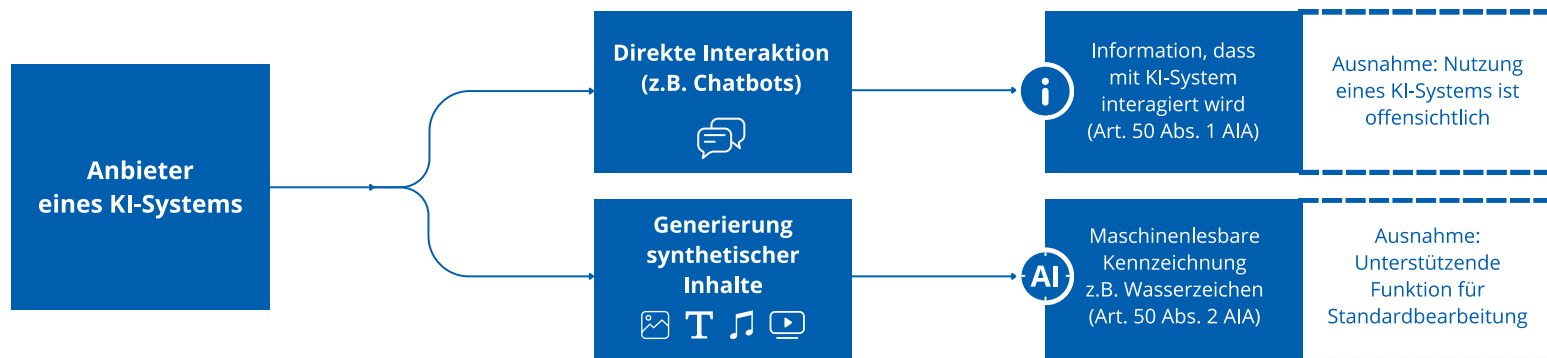 Anbieter
eines KI-Systems
Direkte Interaktion
(z.B. Chatbots)
Information, dass
mit KI-System
interagiert wird
(Art. 50 Abs. 1 AIA)
Ausnahme: Nutzung
eines KI-Systems ist
offensichtlich
Generierung
synthetischer
Inhalte
T
AI
Maschinenlesbare
Kennzeichnung
z.B. Wasserzeichen
(Art. 50 Abs. 2 AIA)
Ausnahme:
Unterstützende
Funktion für
Standardbearbeitung